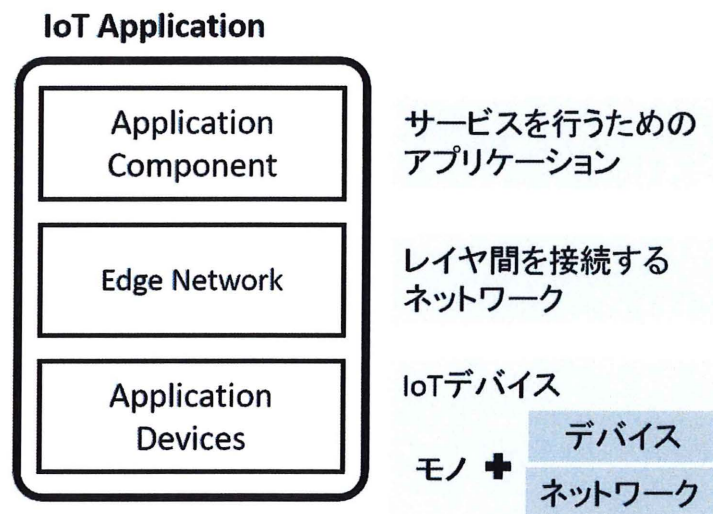 IoT Application
Application
Component
サービスを行うための
アプリケーション
Edge Network
レイヤ間を接続する
ネットワーク
Application
Devices
IoTデバイス
モノ ✚ デバイス
ネットワーク